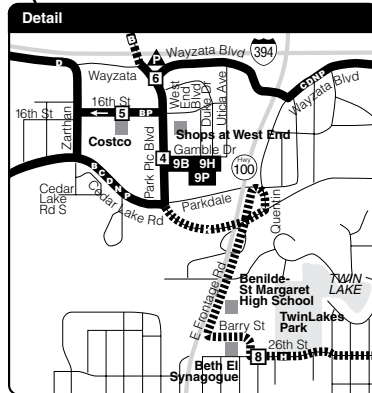 Detail
B
P
Wayzata Blvd
394
D
Wayzata
6
West
End
Blvd
Duke Dr
Utica Ave
CDNP
Wayzata Blvd
16th St
16th St
5
BP
Zarthan
Costco
Park Plc Blvd
Shops at West End
Gamble Dr
4
9B 9H
9P
Hwy
100
BCDNP
Cedar
Lake
Rd S
Cedar Lake Rd
Parkdale
Quentin
E Frontage Rd
Benilde-
St Margaret
High School
TWIN
LAKE
TwinLakes
Park
Barry St
26th St
8
H
Beth El
Synagogue